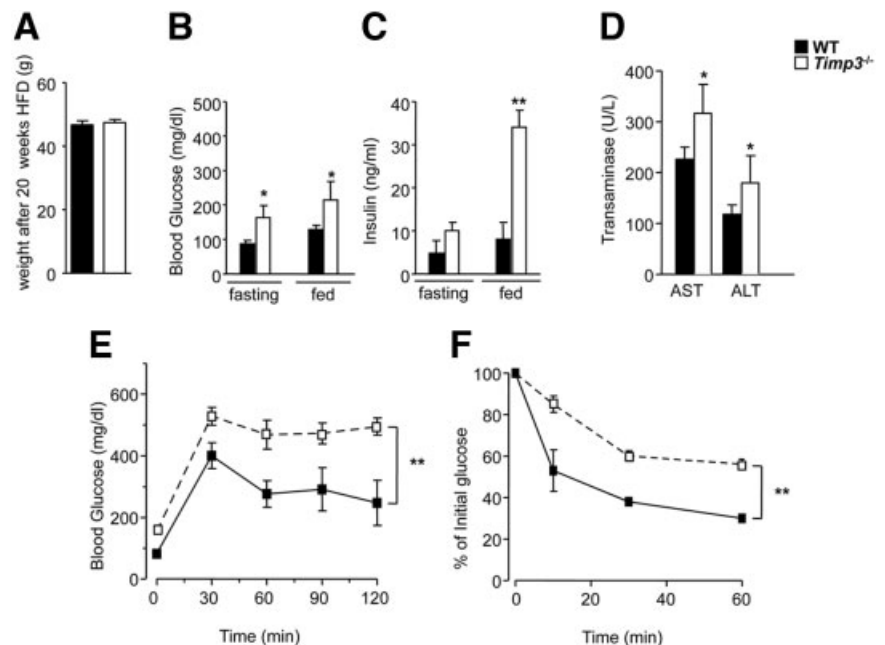 A
weight after 20 weeks HFD (g)
60
40
20
0
B
Blood Glucose (mg/dl)
500
400
300
200
100
0
*
*
fasting
fed
C
Insulin (ng/ml)
40
30
20
10
0
**
fasting
fed
D
Transaminase (U/L)
400
300
200
100
0
*
*
AST
ALT
WT
Timp3-/-
E
Blood Glucose (mg/dl)
600
400
200
0
**
0 30 60 90 120
Time (min)
F
% of Initial glucose
100
80
60
40
20
0
**
0 20 40 60
Time (min)